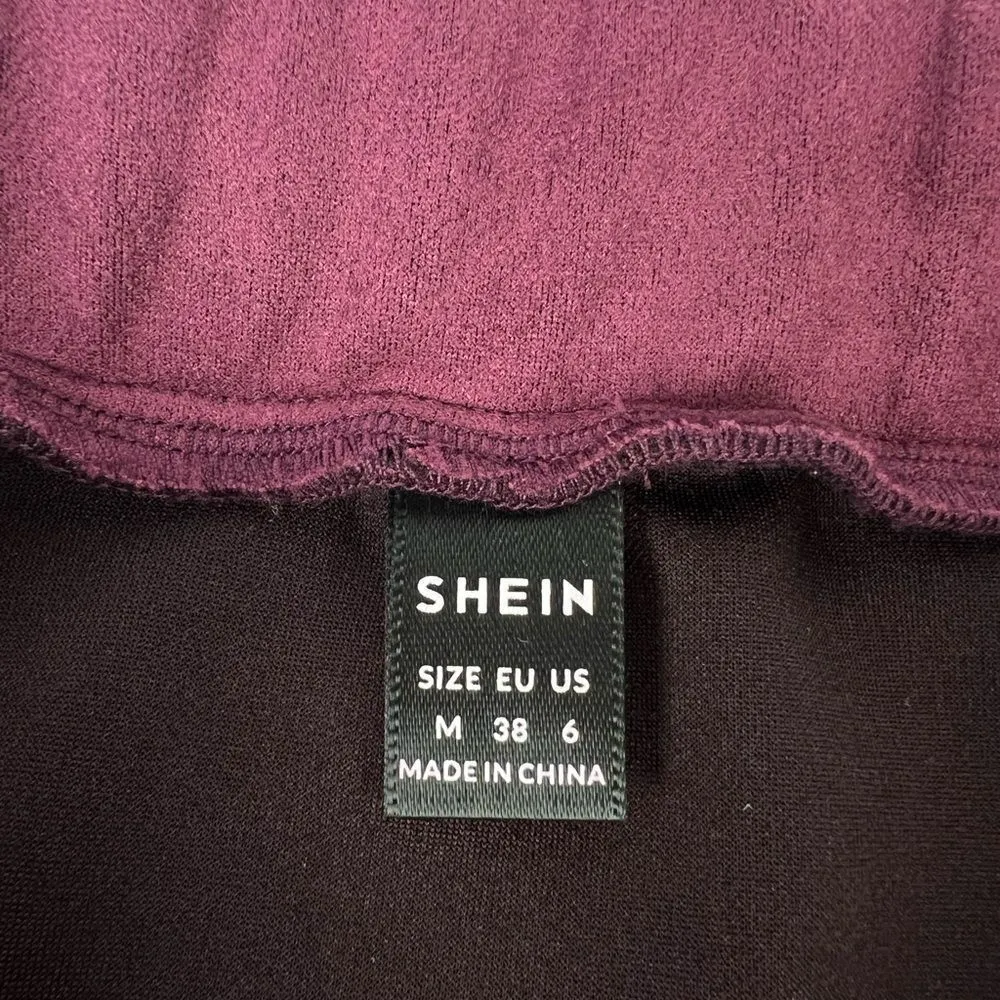 SHEIN
SIZE EU US
M 38 6
MADE IN CHINA